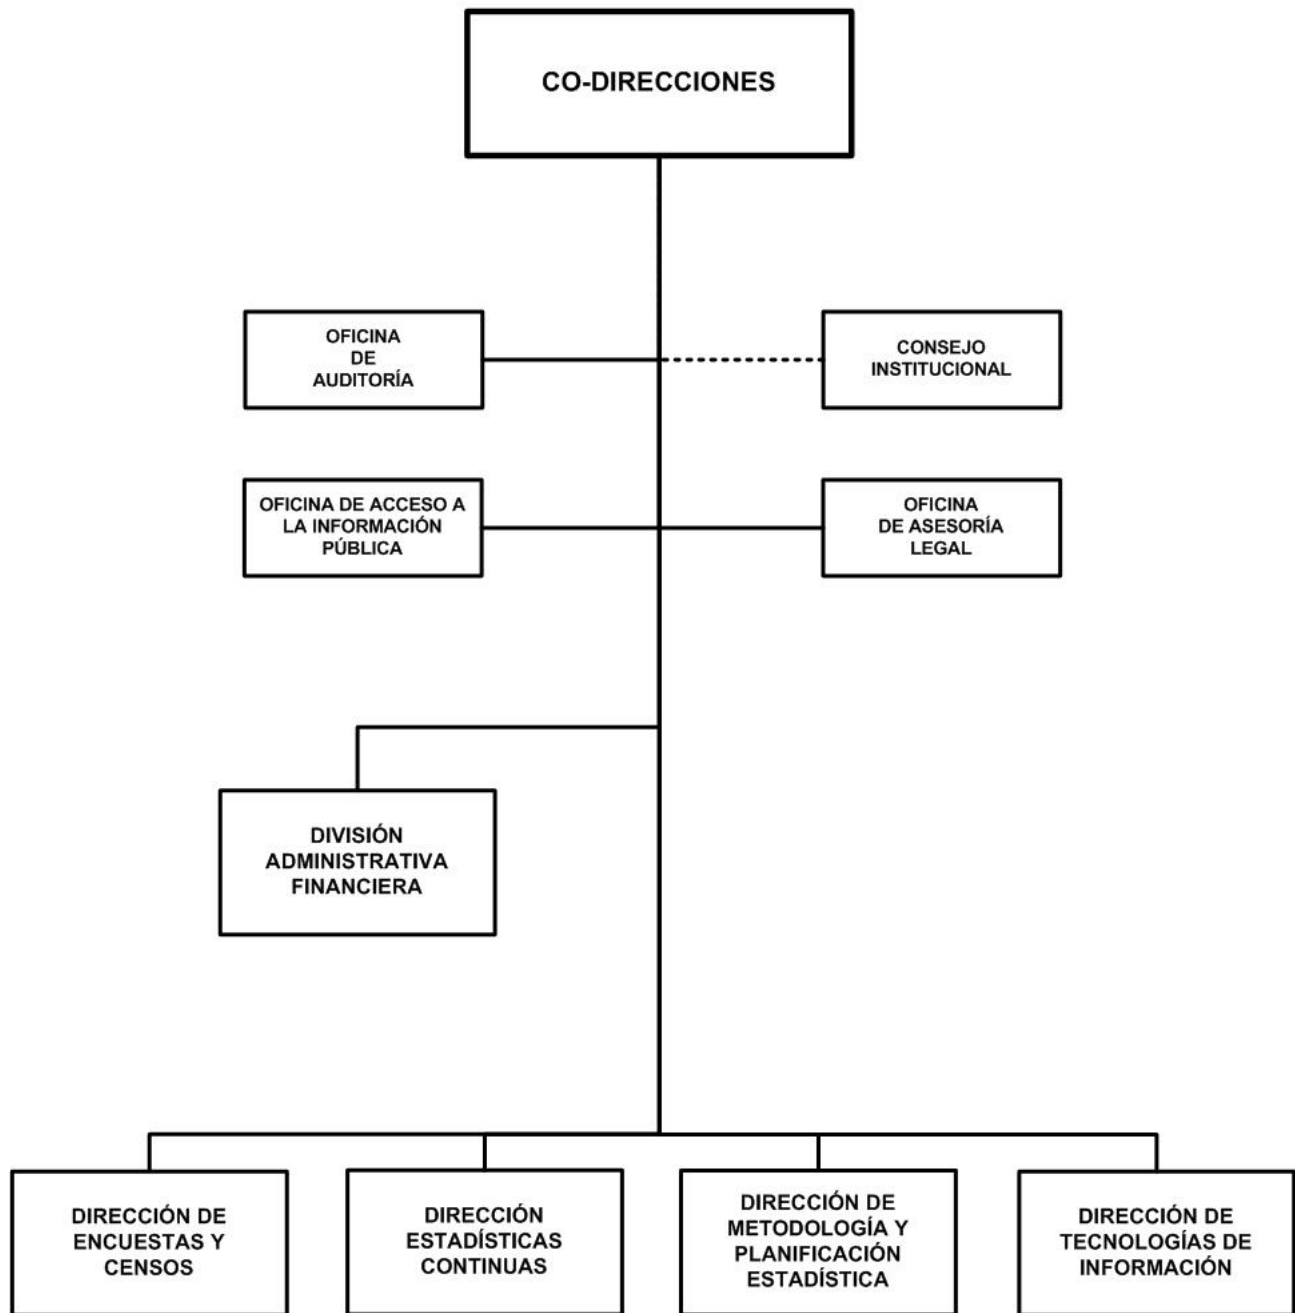 CO-DIRECCIONES
OFICINA
DE
AUDITORÍA
CONSEJO
INSTITUCIONAL
OFICINA DE ACCESO A
LA INFORMACIÓN
PÚBLICA
OFICINA
DE ASESORÍA
LEGAL
DIVISIÓN
ADMINISTRATIVA
FINANCIERA
DIRECCIÓN DE
ENCUESTAS Y
CENSOS
DIRECCIÓN
ESTADÍSTICAS
CONTINUAS
DIRECCIÓN DE
METODOLOGÍA Y
PLANIFICACIÓN
ESTADÍSTICA
DIRECCIÓN DE
TECNOLOGÍAS DE
INFORMACIÓN